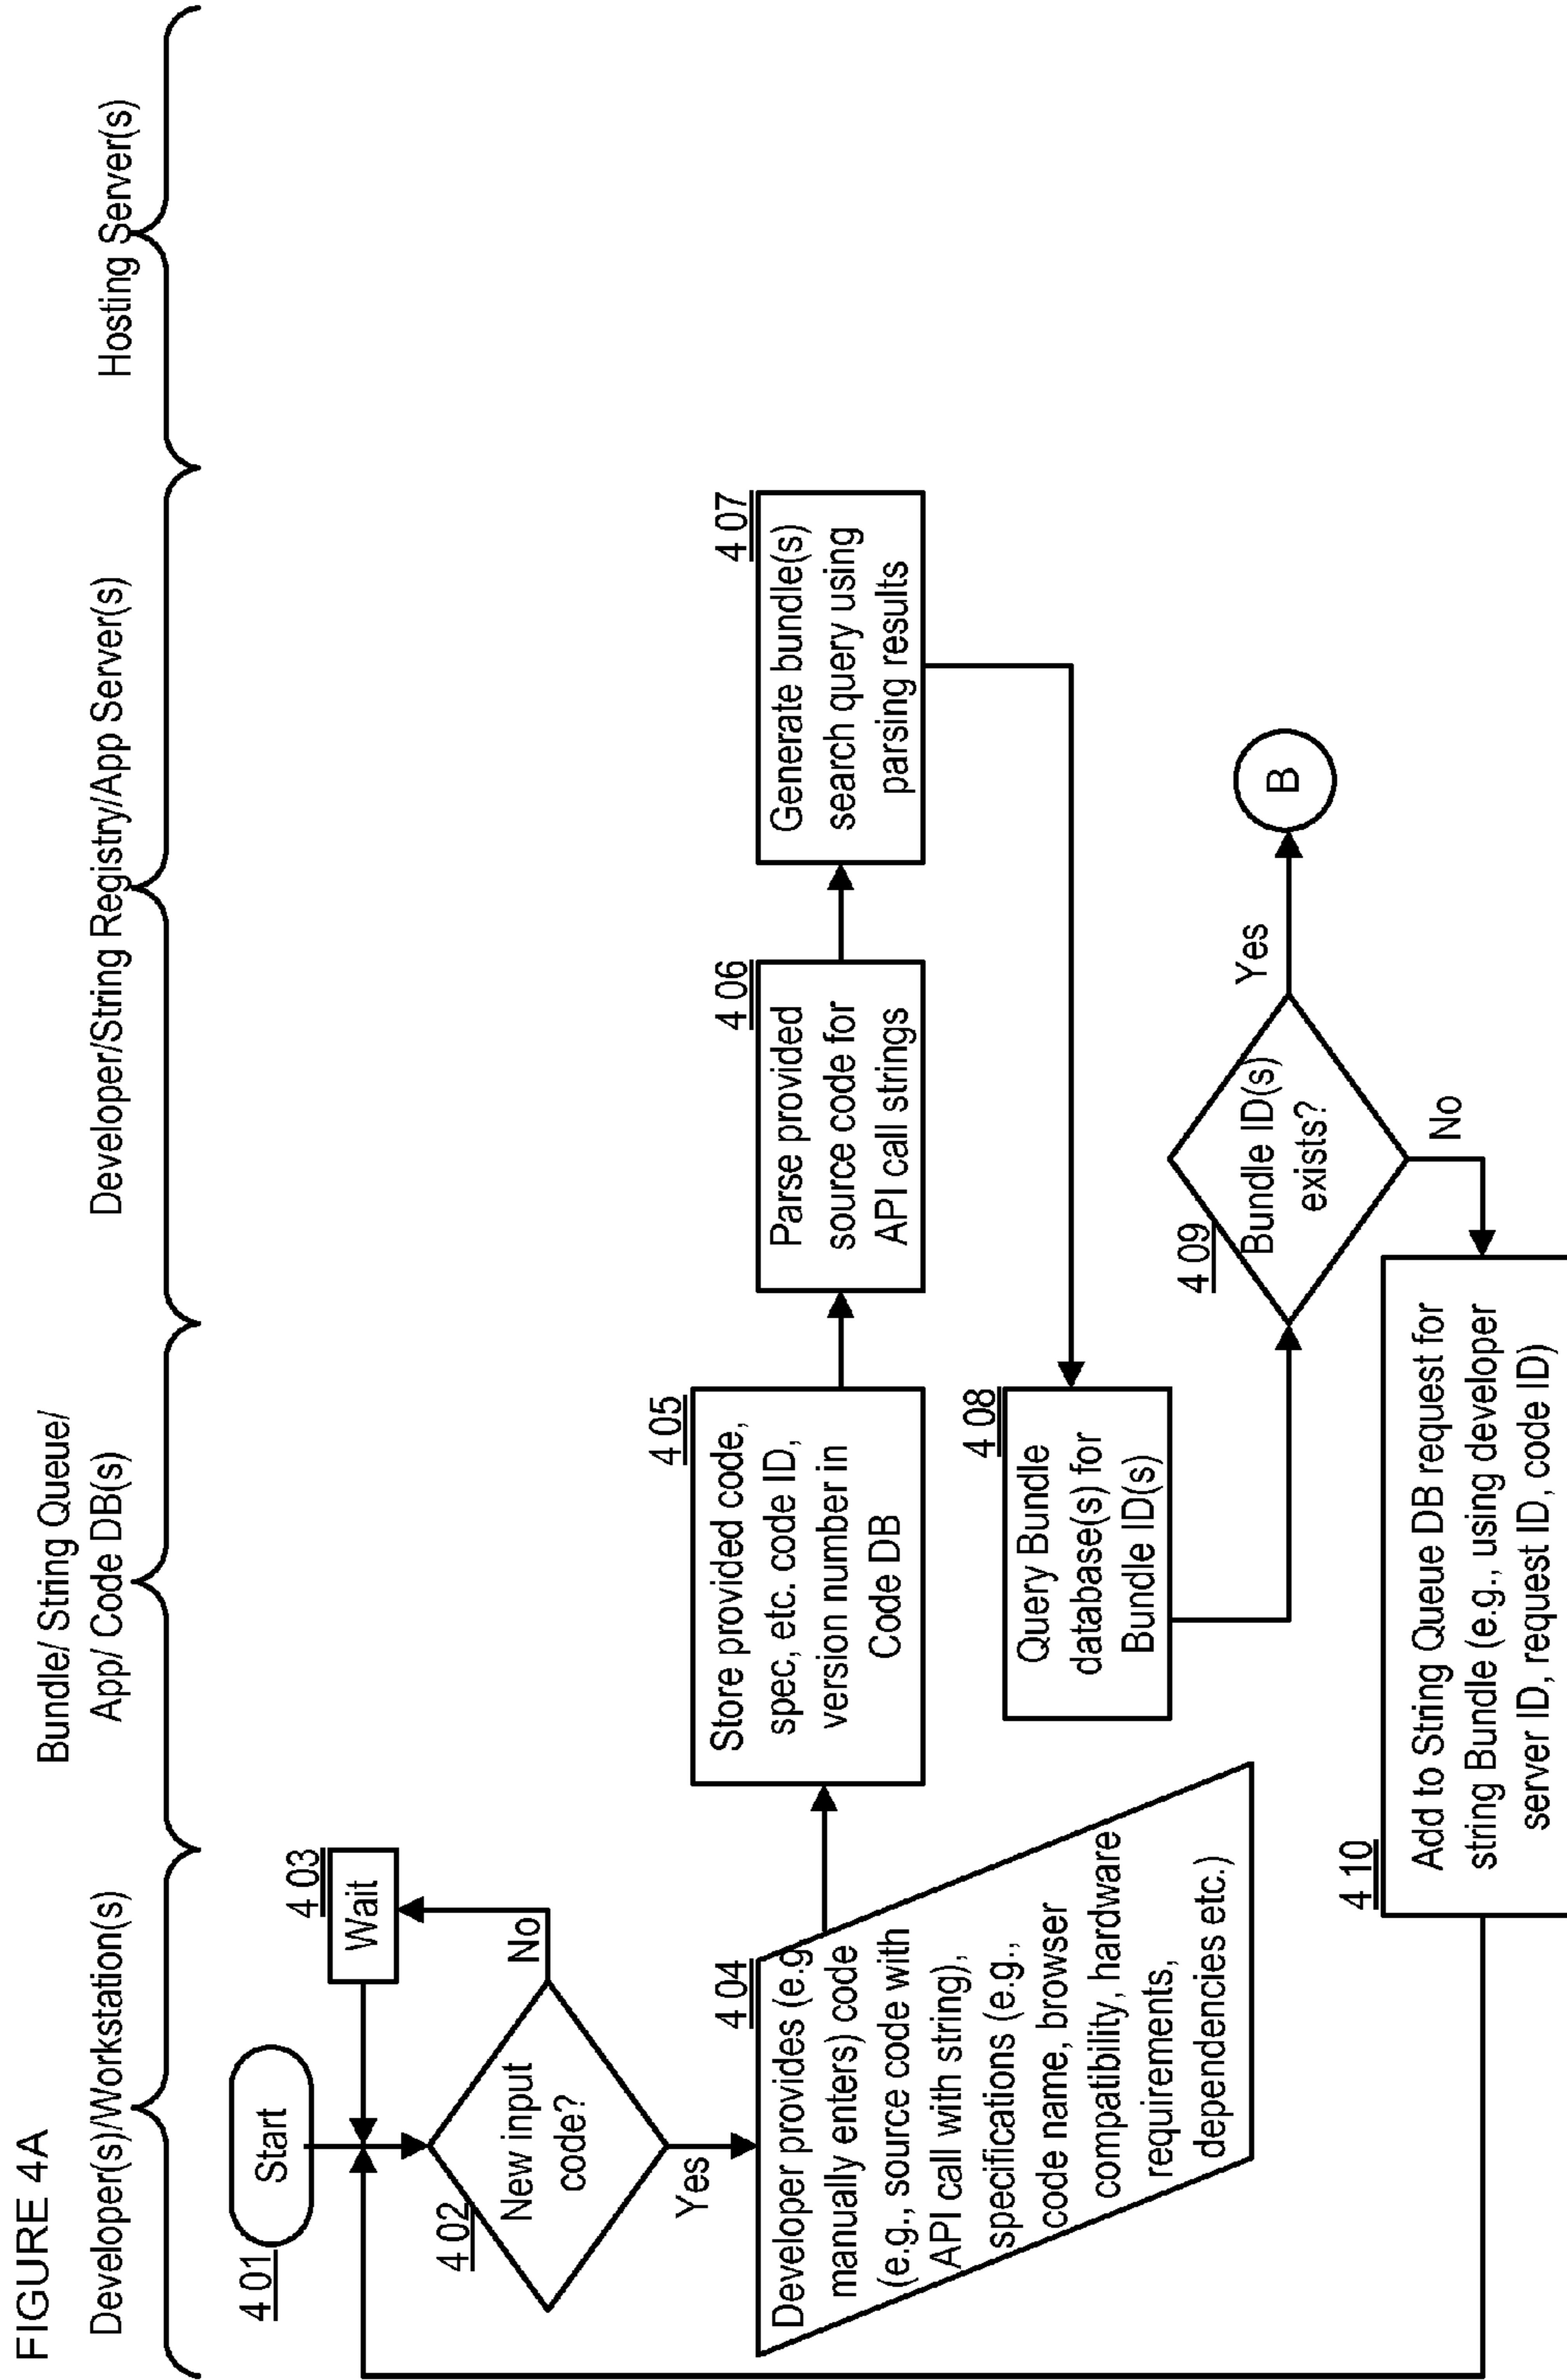 FIGURE 4A
Developer(s)/Workstation(s)
Bundle/ String Queue/
App/ Code DB(s)
Developer/String Registry/App Server(s)
Hosting Server(s)
4 01
Start
4 03
Wait
4 02
New input
code?
No
Yes
4 04
Developer provides (e.g
manually enters) code
(e.g., source code with
API call with string),
specifications (e.g.,
code name, browser
compatibility, hardware
requirements,
dependencies etc.)
4 05
Store provided code,
spec, etc. code ID,
version number in
Code DB
4 06
Parse provided
source code for
API call strings
4 07
Generate bundle(s)
search query using
parsing results
4 08
Query Bundle
database(s) for
Bundle ID(s)
4 09
Bundle ID(s)
exists?
Yes
B
No
4 10
Add to String Queue DB request for
string Bundle (e.g., using developer
server ID, request ID, code ID)